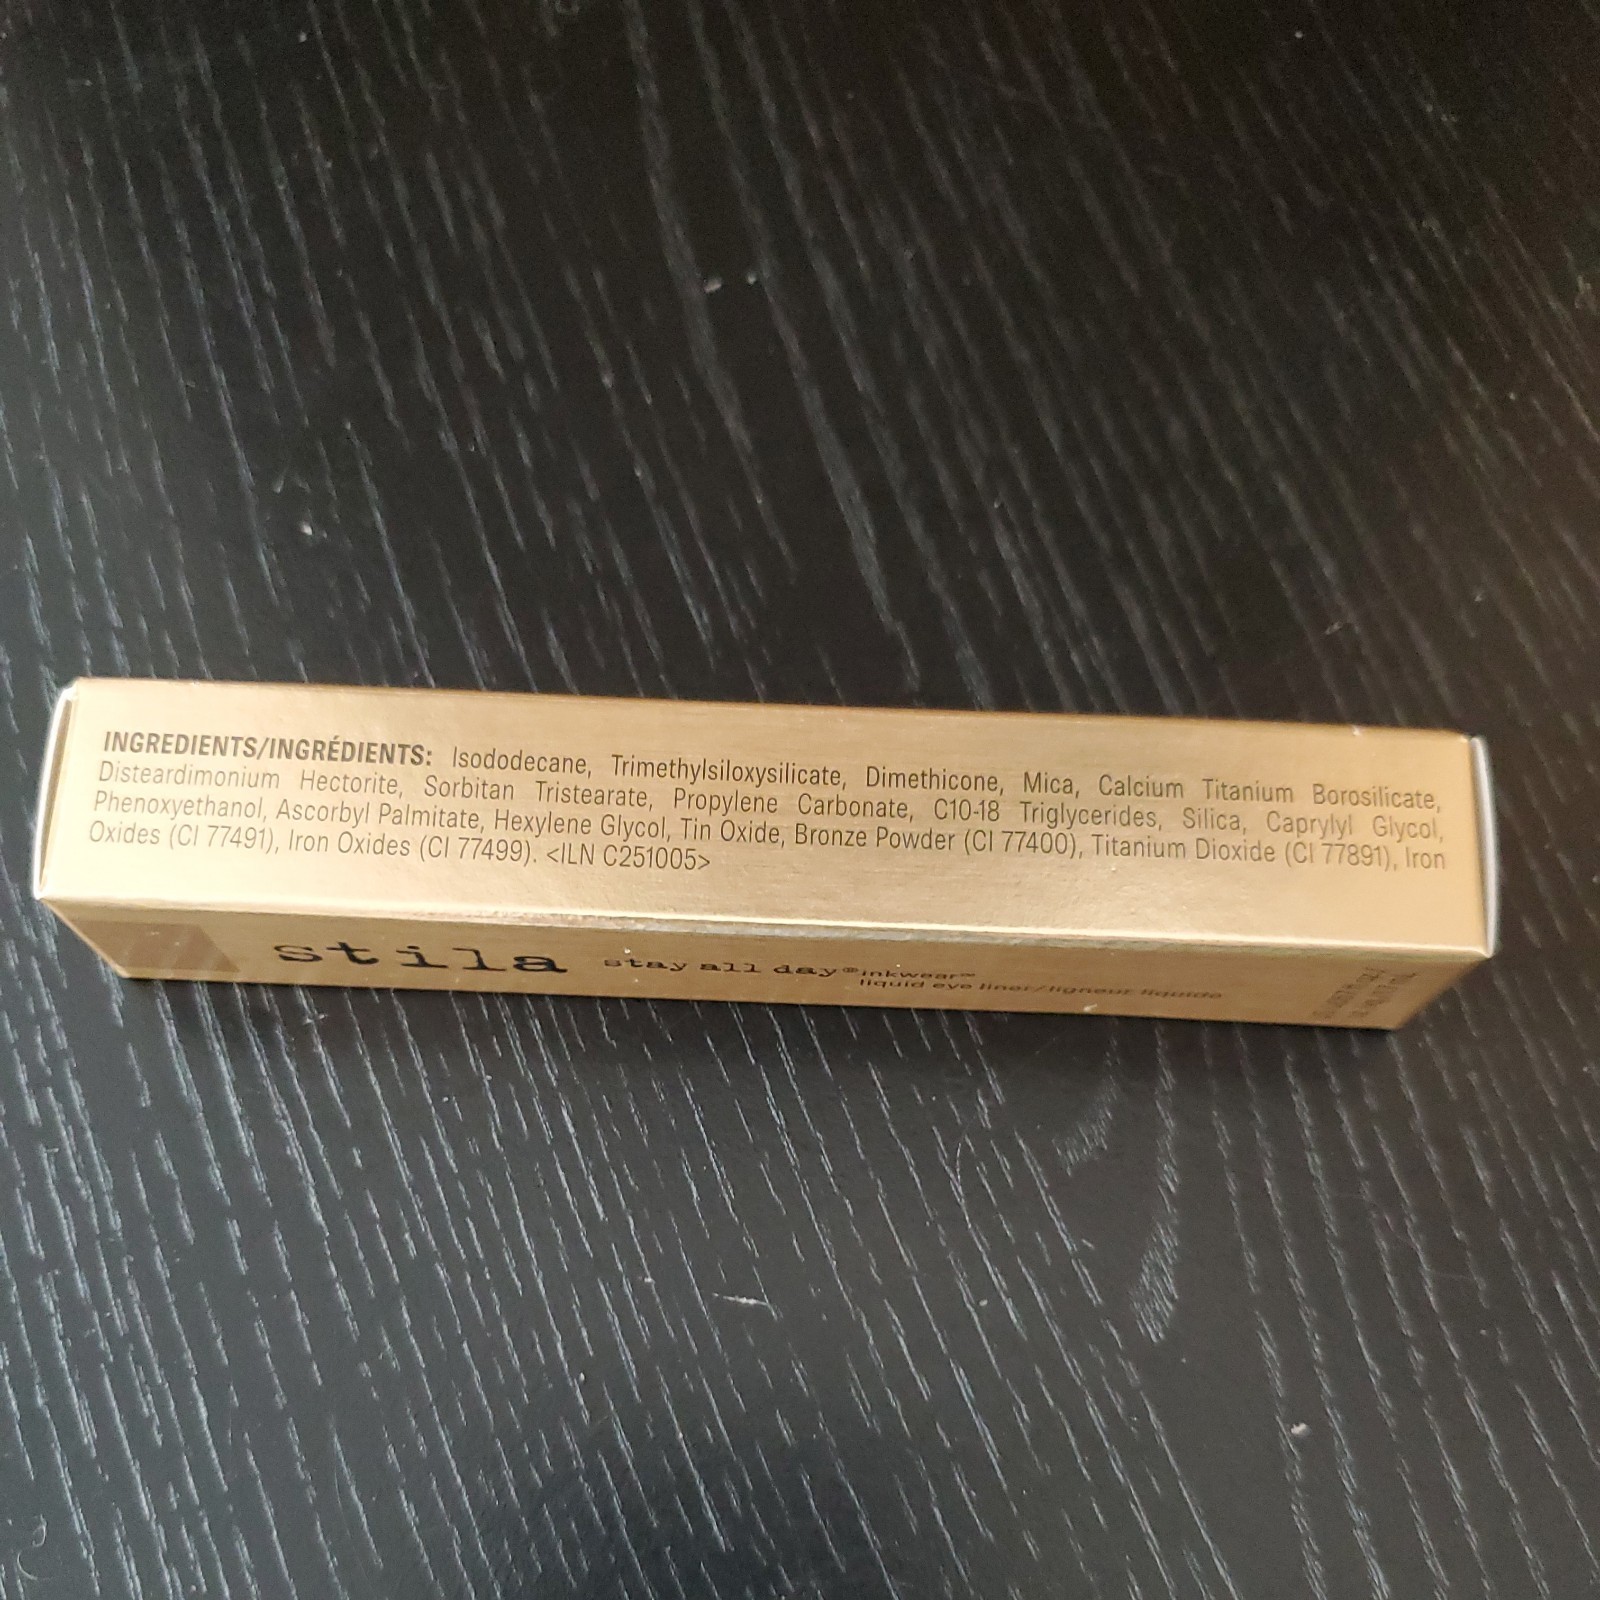 INGREDIENTS/INGRÉDIENTS: Isododecane, Trimethylsiloxysilicate, Dimethicone, Mica, Calcium Titanium Borosilicate,
Disteardimonium Hectorite, Sorbitan Tristearate, Propylene Carbonate, C10-18 Triglycerides, Silica, Caprylyl Glycol,
Phenoxyethanol, Ascorbyl Palmitate, Hexylene Glycol, Tin Oxide, Bronze Powder (CI 77400), Titanium Dioxide (CI 77891), Iron
Oxides (CI 77491), Iron Oxides (CI 77499). <ILN C251005>
stila stay all day® inkwear™
liquid eye liner/ligneur liquide